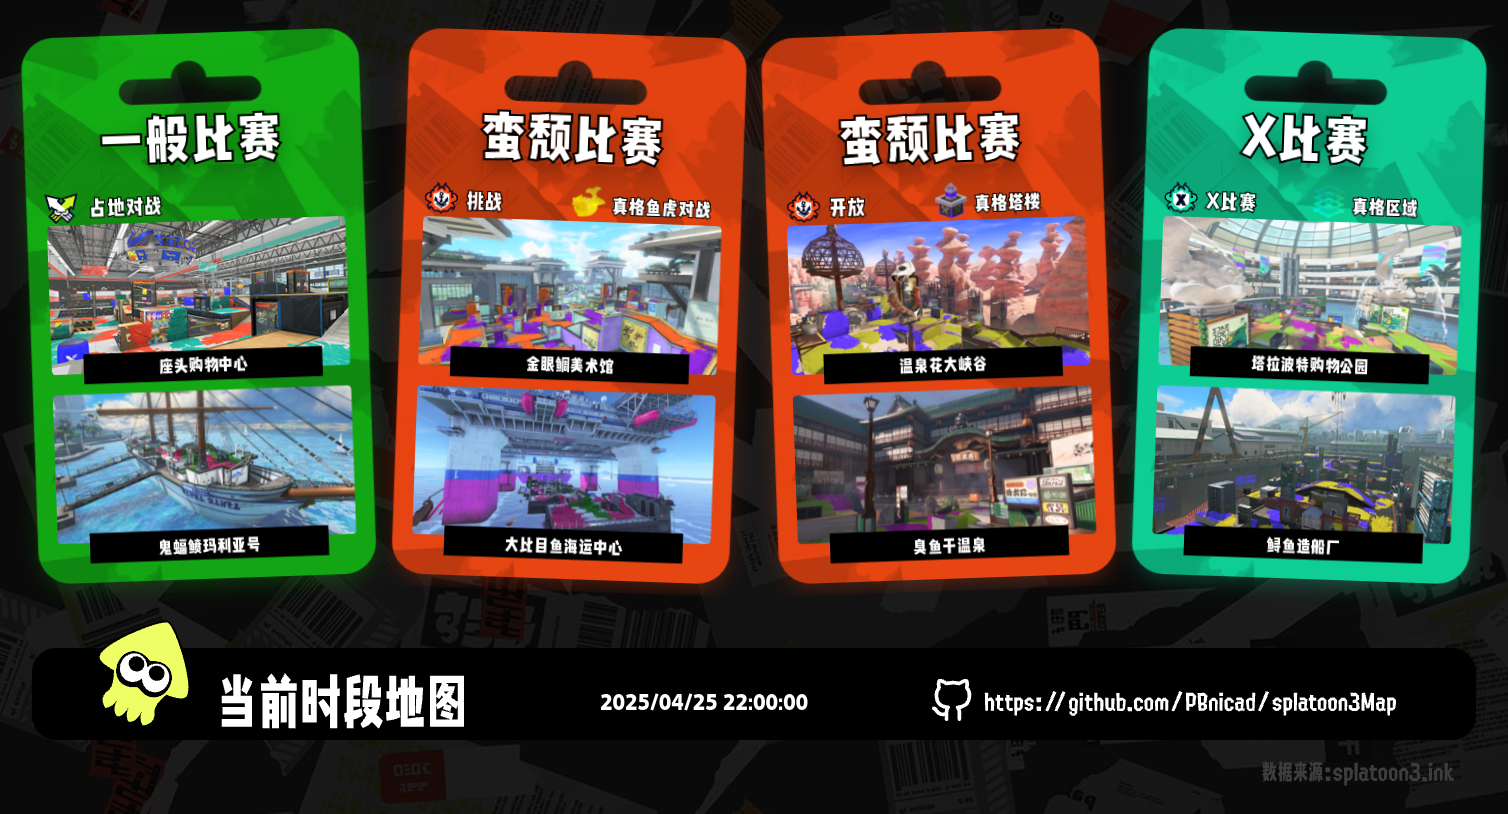 一般比赛
占地对战
座头购物中心
鬼蝠鲼玛利亚号
蛮颓比赛
挑战
真格鱼虎对战
金眼鲷美术馆
大比目鱼海运中心
蛮颓比赛
开放
真格塔楼
温泉花大峡谷
臭鱼干温泉
X比赛
X比赛
真格区域
塔拉波特购物公园
鲟鱼造船厂
当前时段地图
2025/04/25 22:00:00
https://github.com/PBnicad/splatoon3Map
数据来源:splatoon3.ink